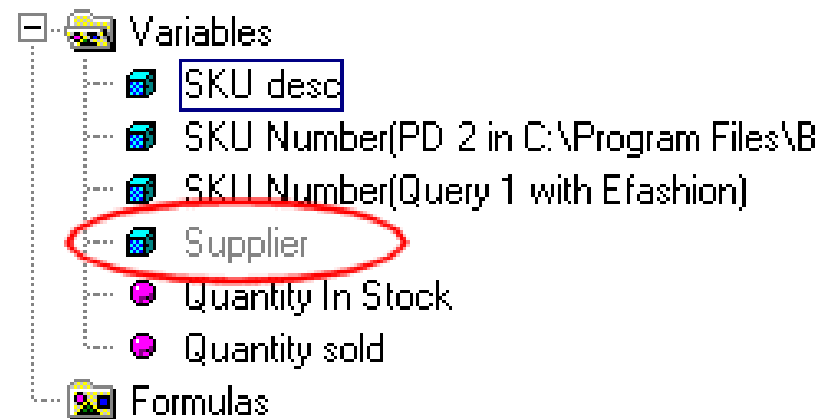 Variables
SKU desc
SKU Number(PD 2 in C:\Program Files\B
SKU Number(Query 1 with Efashion)
Supplier
Quantity In Stock
Quantity sold
Formulas